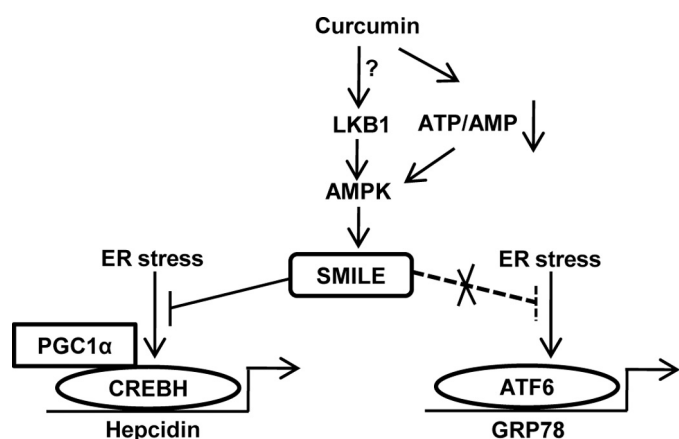 Curcumin
?
LKB1 ATP/AMP
AMPK
ER stress SMILE ER stress
PGC1α
CREBH ATF6
Hepcidin GRP78